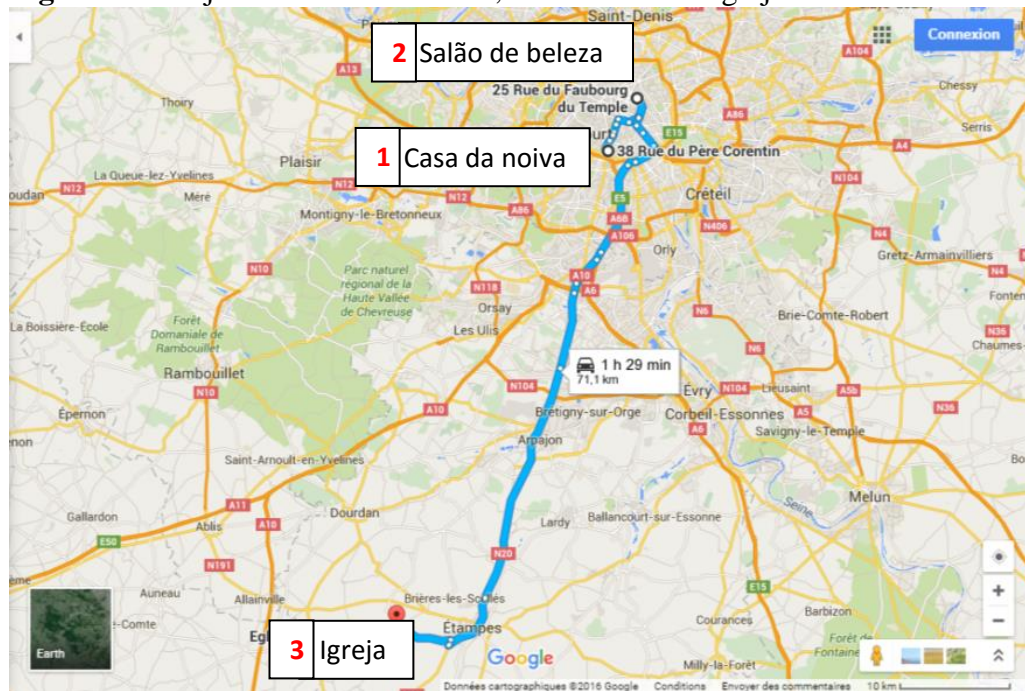 Saint-Denis
Connexion
2 Salão de beleza
A104
A13
Thoiry
25 Rue du Faubourg
du Temple
Chessy
A86
Serris
E15
1 Casa da noiva
38 Rue du Père Corentin
A4
Plaisir
La Queue-lez-Yvelines
N12
N12
N12
Méré
Créteil
N104
E5
A86
A6B
A106
N406
Montigny-le-Bretonneux
N4
Orly
Gretz-Armainvilliers
N4
N10
Parc naturel
régional de la
Haute Vallée
de Chevreuse
A10
N118
A6
Orsay
Les Ulis
N6
Brie-Comte-Robert
La Boissière-École
Forêt
Domaniale de
Rambouillet
N36
N6
1 h 29 min
71,1 km
Rambouillet
N10
N104
Évry
N104
Lieusaint
A5b
Épernon
A10
Bretigny-sur-Orge
Corbeil-Essonnes
A5
N36
A6
Savigny-le-Temple
Arpajon
Saint-Arnoult-en-Yvelines
Melun
Seine
A11
Gallardon
Ablis
A10
Dourdan
Lardy
Ballancourt-sur-Essonne
E50
N20
N191
Auneau
Allainville
Brières-les-Scellés
E15
Barbizon
Courances
Étampes
3 Igreja
Earth
Google
Milly-la-Forêt
Données cartographiques ©2016 Google Conditions Envoyer des commentaires 10 km